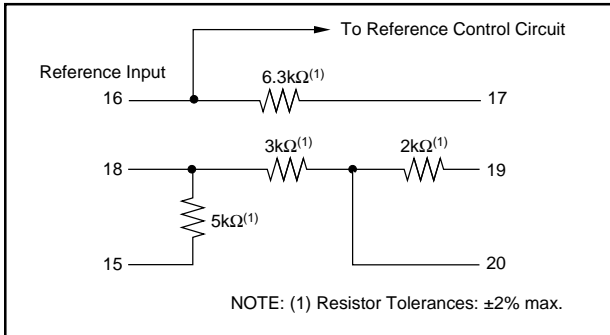 To Reference Control Circuit
Reference Input
6.3kΩ(1)
16
17
3kΩ(1)
2kΩ(1)
18
19
5kΩ(1)
15
20
NOTE: (1) Resistor Tolerances: ±2% max.